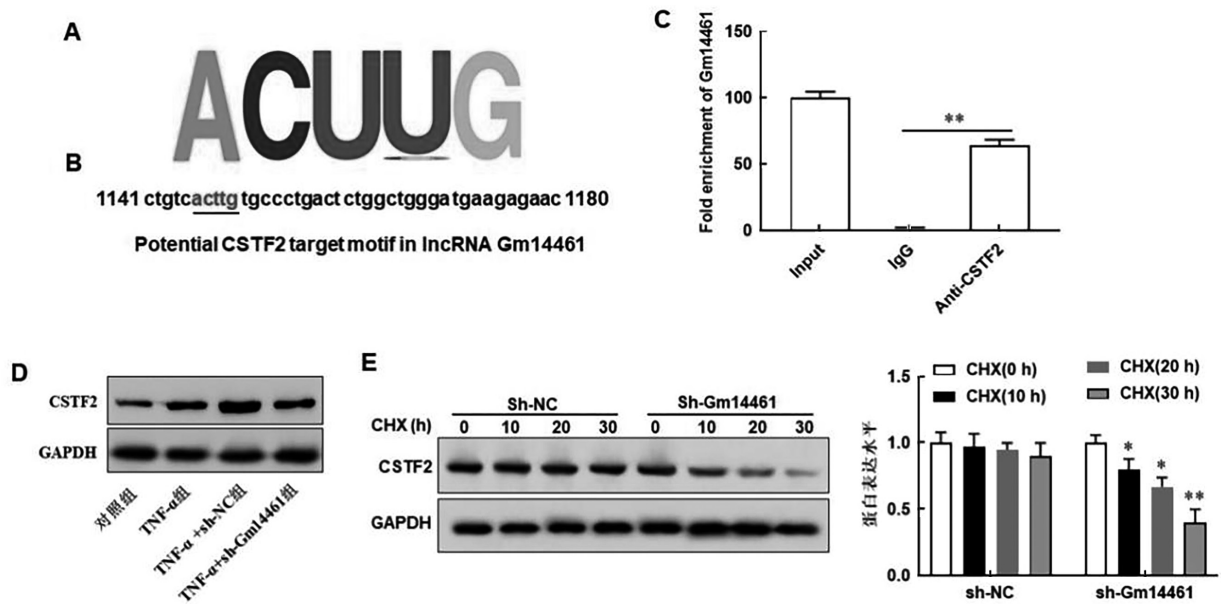 A
ACUUG
B
1141 ctgtcacttg tgccctgact ctggctggga tgaagagaac 1180
Potential CSTF2 target motif in lncRNA Gm14461
C
Fold enrichment of Gm14461
150
100
50
0
**
Input
IgG
Anti-CSTF2
D
CSTF2
GAPDH
对照组
TNF-α组
TNF-α +sh-NC组
TNF-α+sh-Gm14461组
E
Sh-NC Sh-Gm14461
CHX (h) 0 10 20 30 0 10 20 30
CSTF2
GAPDH
蛋白表达水平
1.5
1.0
0.5
0.0
CHX(0 h) CHX(20 h)
CHX(10 h) CHX(30 h)
* * **
sh-NC sh-Gm14461